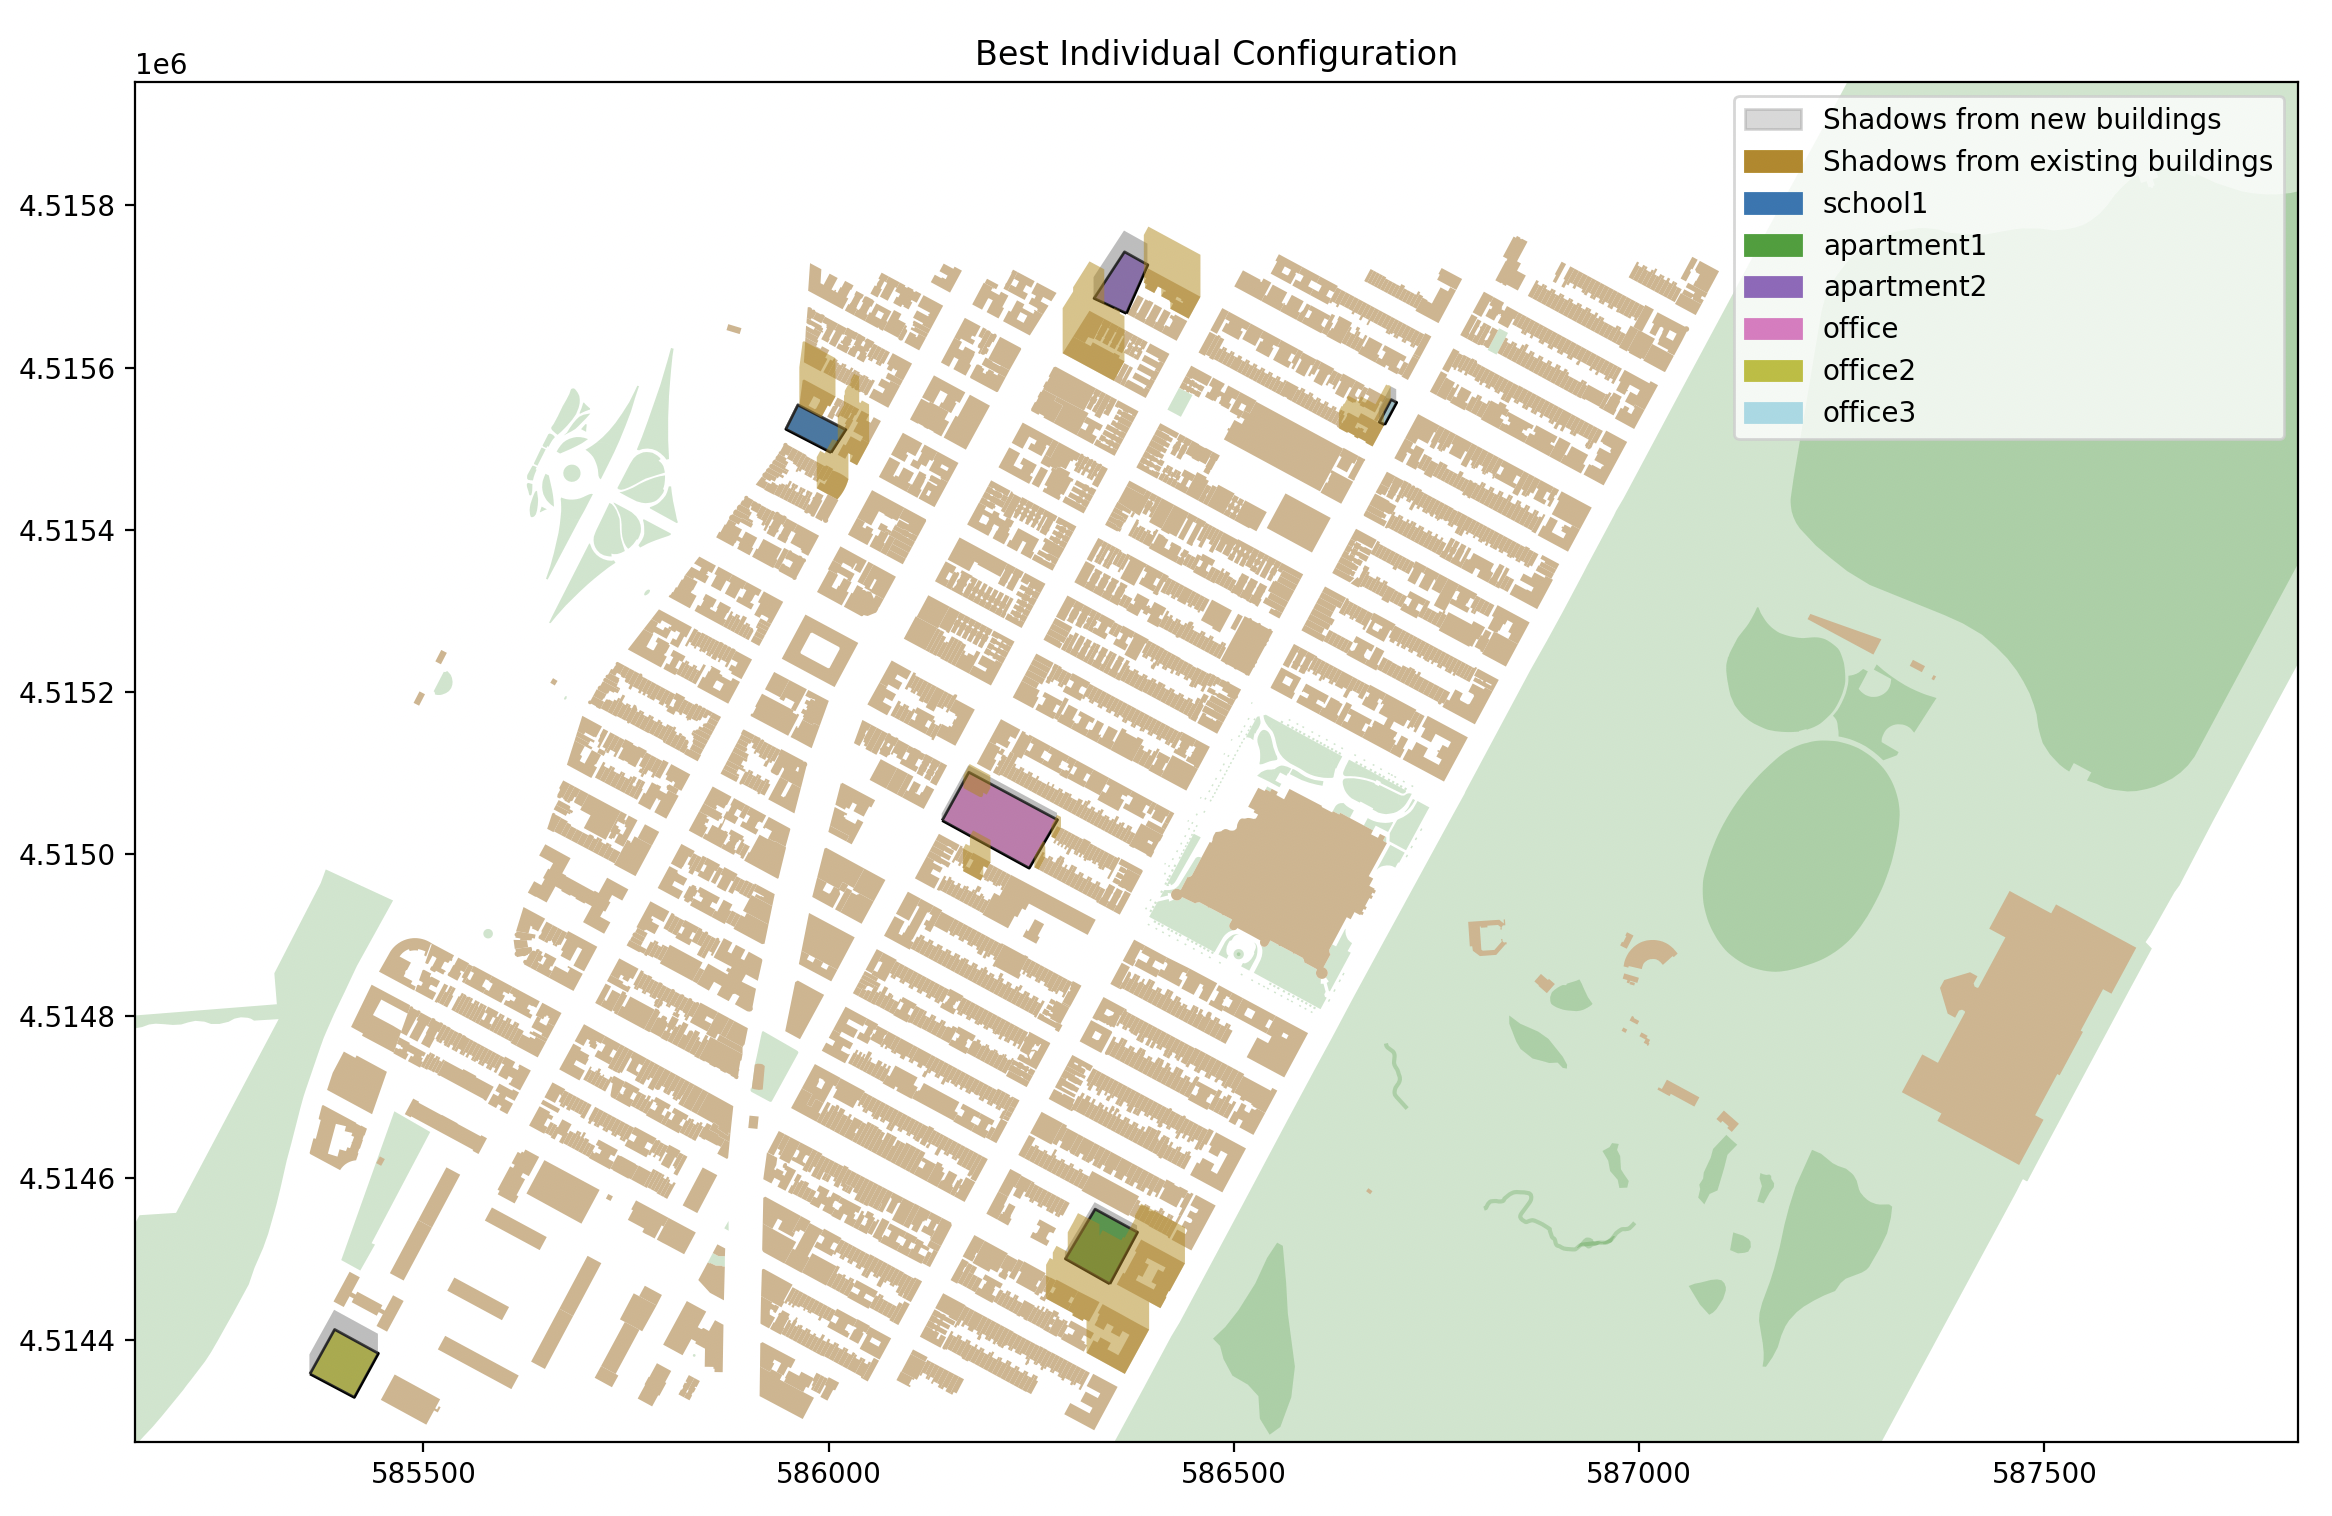 Best Individual Configuration
1e6
Shadows from new buildings
Shadows from existing buildings
school1
apartment1
apartment2
office
office2
office3
4.5158
4.5156
4.5154
4.5152
4.5150
4.5148
4.5146
4.5144
585500
586000
586500
587000
587500